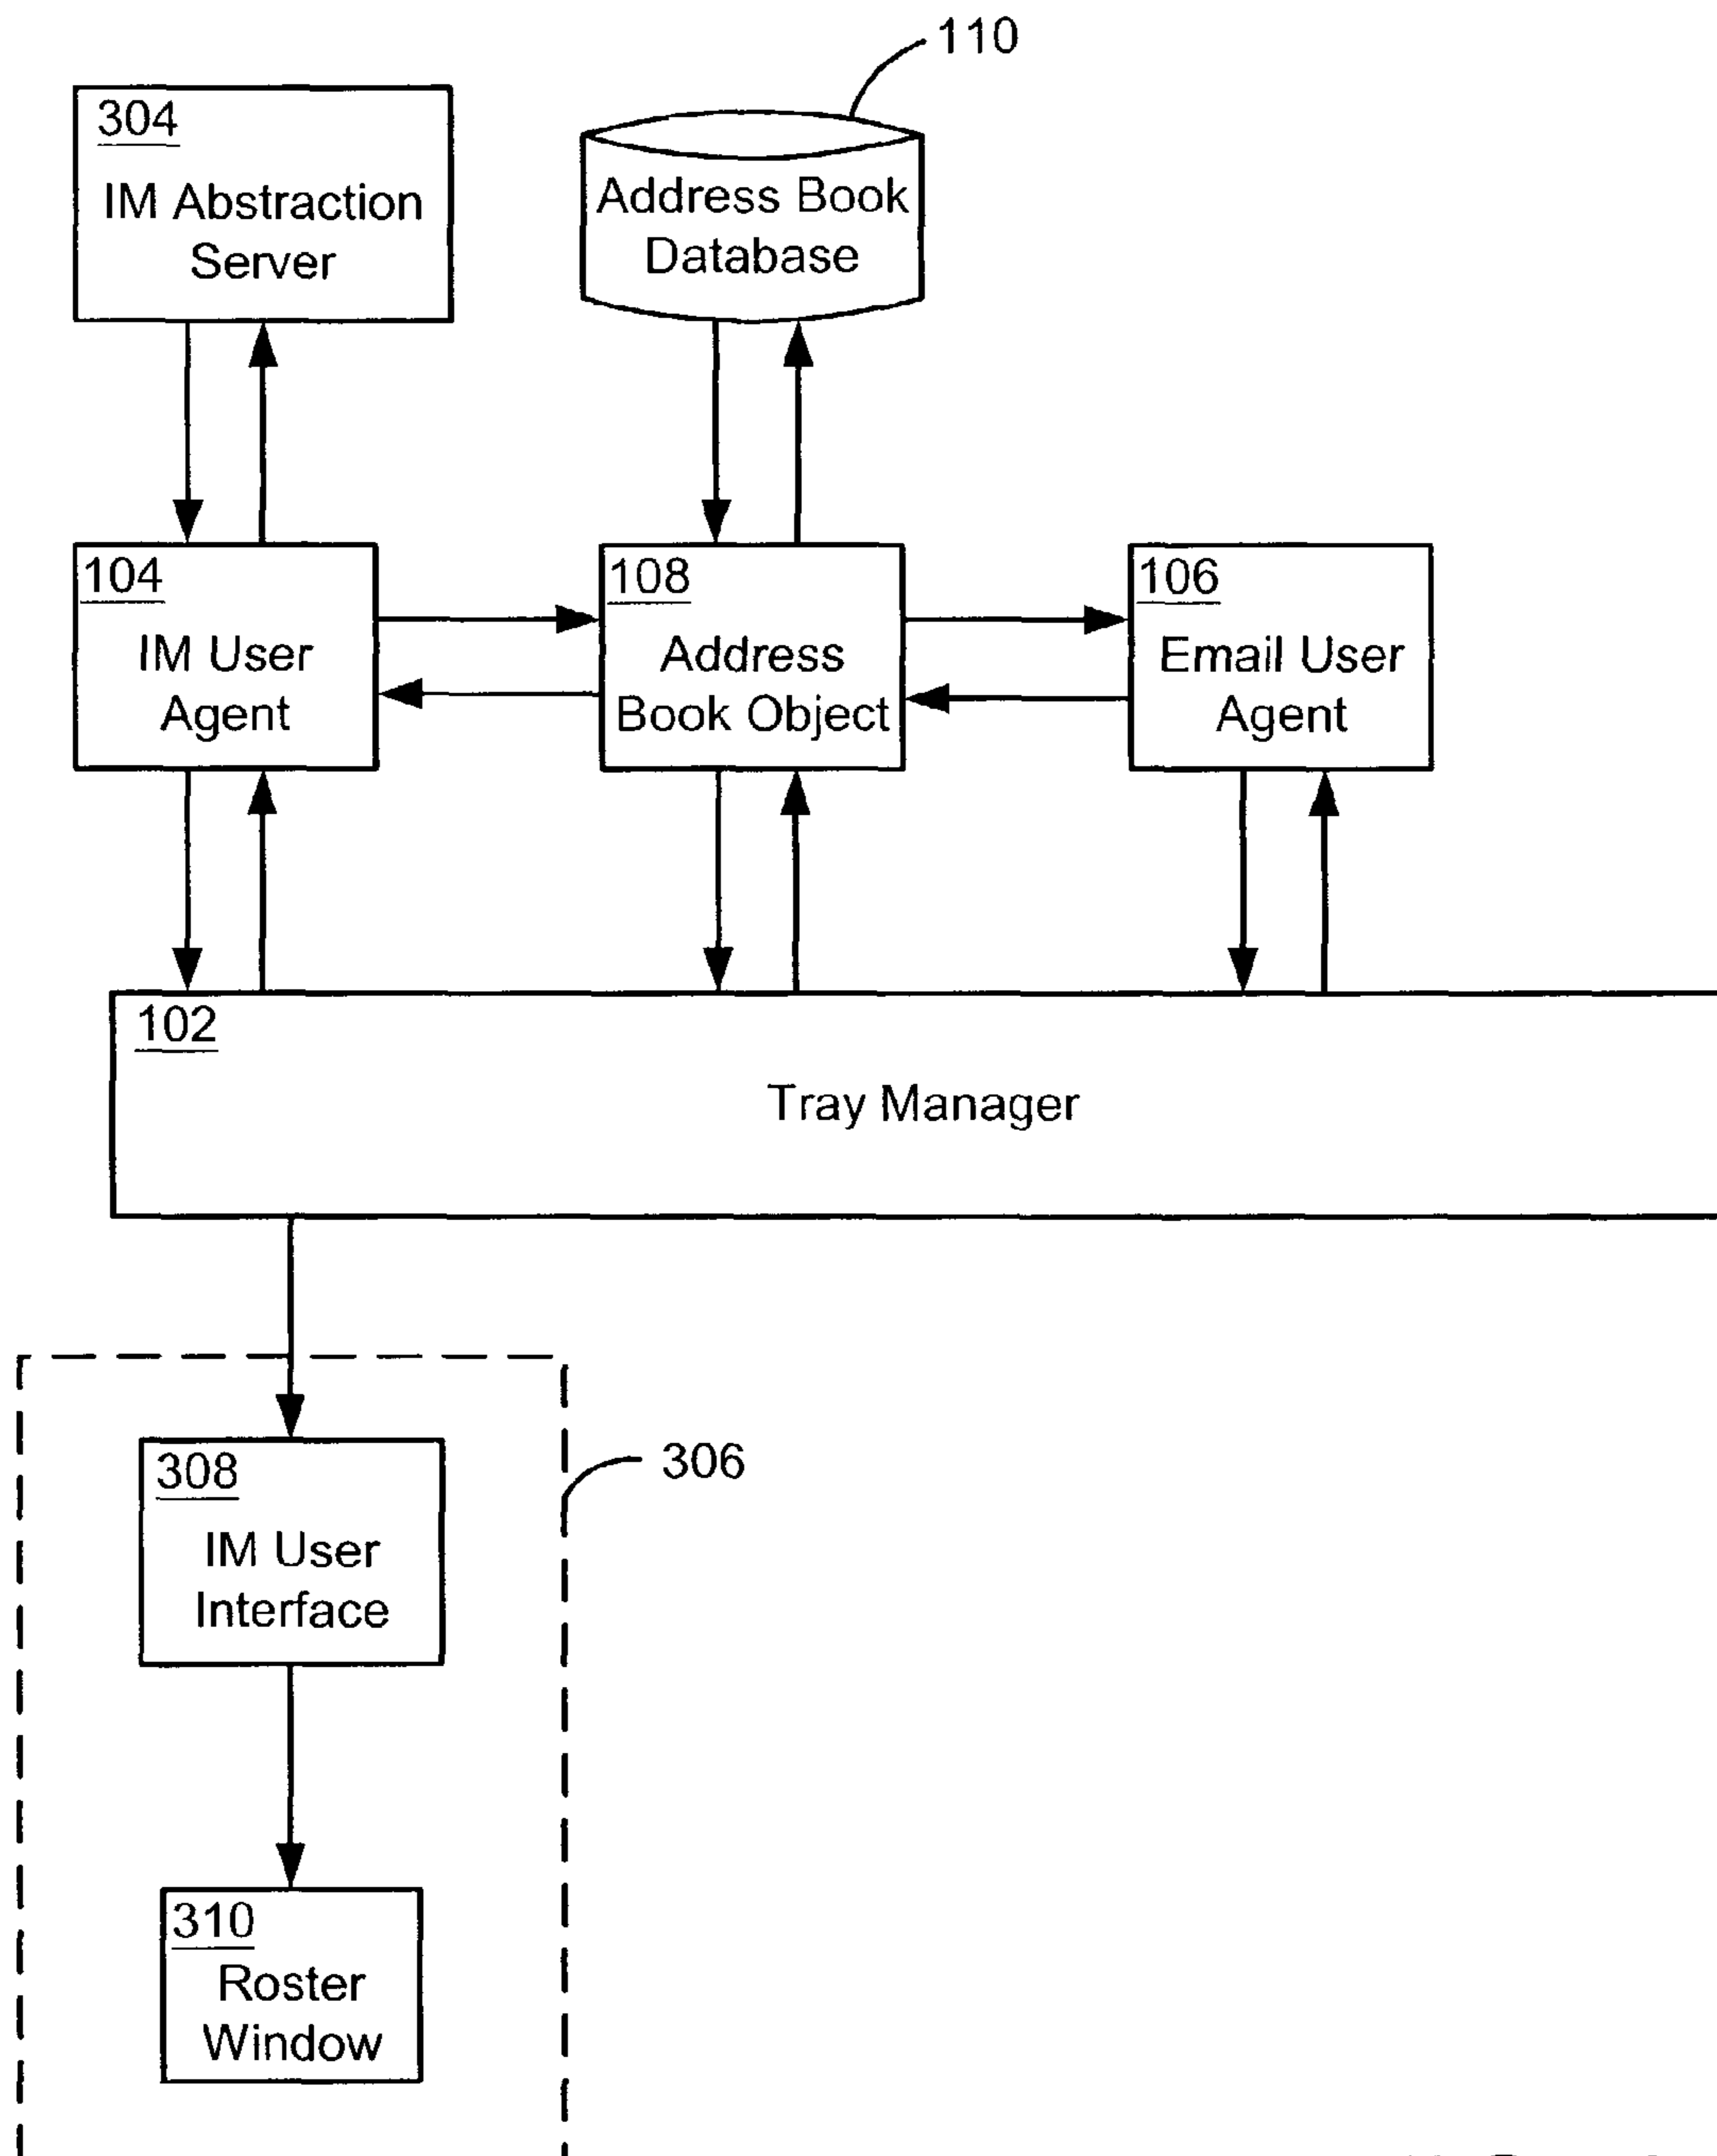 110
304
IM Abstraction
Server
Address Book
Database
104
IM User
Agent
108
Address
Book Object
106
Email User
Agent
102
Tray Manager
308
IM User
Interface
306
310
Roster
Window